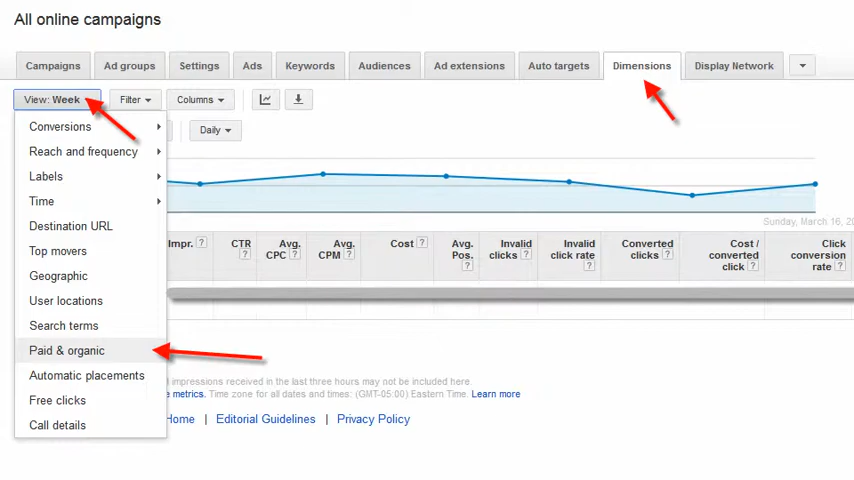 All online campaigns
Campaigns Ad groups Settings Ads Keywords Audiences Ad extensions Auto targets Dimensions Display Network
View: Week Filter Columns
Daily
Conversions
Reach and frequency
Labels
Time
Destination URL
Top movers
Geographic
User locations
Search terms
Paid & organic
Automatic placements
Free clicks
Call details
Sunday, March 16, 20
Impr. ? CTR ? Avg. CPC ? Avg. CPM ? Cost ? Avg. Pos. ? Invalid clicks ? Invalid click rate ? Converted clicks ? Cost / converted click ? Click conversion rate ?
impressions received in the last three hours may not be included here.
metrics. Time zone for all dates and times: (GMT-05:00) Eastern Time. Learn more
Home | Editorial Guidelines | Privacy Policy